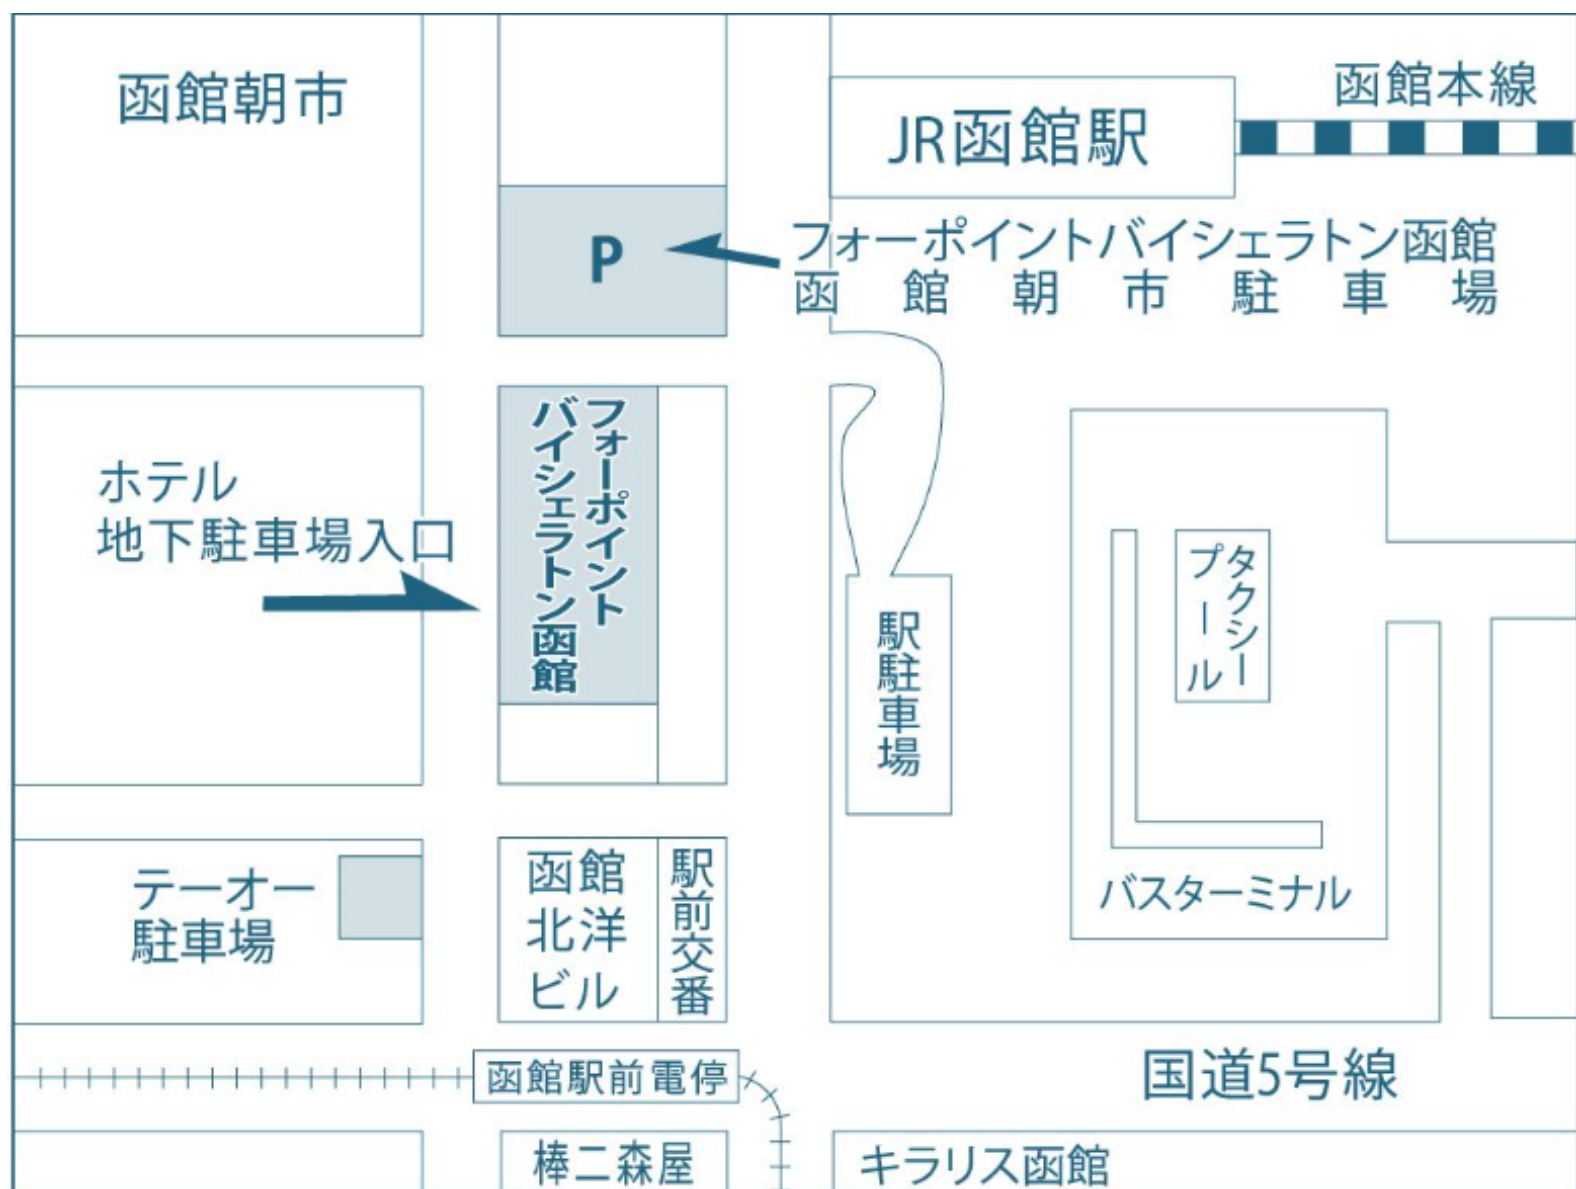 函館朝市
JR函館駅
函館本線
P
フォーポイントバイシェラトン函館
函館朝市駐車場
ホテル
地下駐車場入口
フォーポイント
バイシェラトン函館
駅駐車場
タクシー
プール
バスターミナル
テーオー
駐車場
函館
北洋
ビル
駅前交番
函館駅前電停
国道5号線
棒二森屋
キラリス函館